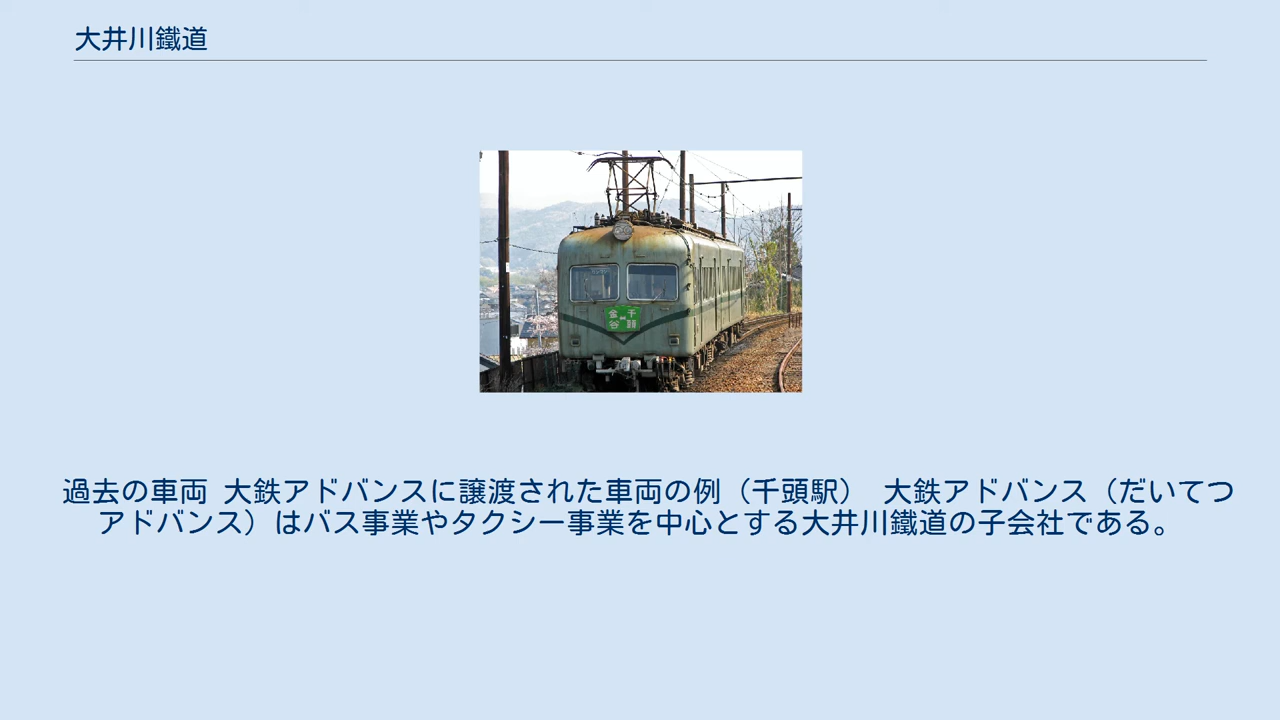 大井川鐵道
金谷 千頭
過去の車両 大鉄アドバンスに譲渡された車両の例（千頭駅） 大鉄アドバンス（だいてつ
アドバンス）はバス事業やタクシー事業を中心とする大井川鐵道の子会社である。